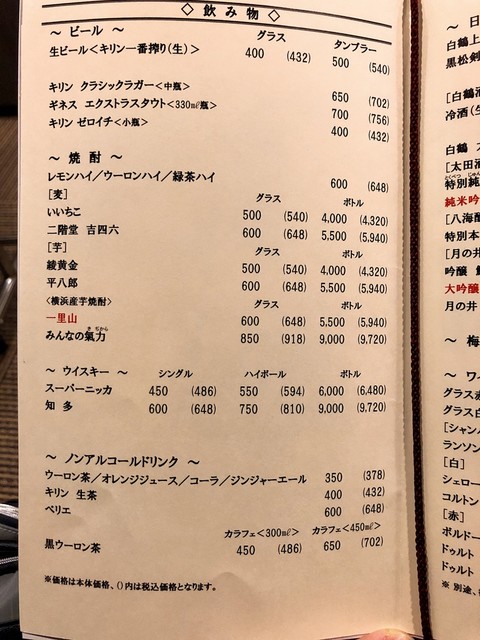 ◇ 飲み物 ◇
～ ビール ～ グラス タンブラー
生ビール＜キリン一番搾り(生)＞ 400 (432) 500 (540)
キリン クラシックラガー＜中瓶＞ 650 (702)
ギネス エクストラスタウト＜330㎖瓶＞ 700 (756)
キリン ゼロイチ＜小瓶＞ 400 (432)
～ 焼 酎 ～
レモンハイ／ウーロンハイ／緑茶ハイ 600 (648)
[麦] グラス ボトル
いいちこ 500 (540) 4,000 (4,320)
二階堂 吉四六 600 (648) 5,500 (5,940)
[芋] グラス ボトル
綾黄金 500 (540) 4,000 (4,320)
平八郎 600 (648) 5,500 (5,940)
＜横浜産芋焼酎＞ グラス ボトル
一里山 600 (648) 5,500 (5,940)
みんなの氣力 850 (918) 9,000 (9,720)
～ ウイスキー ～ シングル ハイボール ボトル
スーパーニッカ 450 (486) 550 (594) 6,000 (6,480)
知 多 600 (648) 750 (810) 9,000 (9,720)
～ ノンアルコールドリンク ～
ウーロン茶／オレンジジュース／コーラ／ジンジャーエール 350 (378)
キリン 生茶 400 (432)
ペリエ 600 (648)
カラフェ＜300㎖＞ カラフェ＜450㎖＞
黒ウーロン茶 450 (486) 650 (702)
※価格は本体価格、()内は税込価格となります。
～ 日
白鶴上
黒松剣
[白鶴酒
冷酒(生
白鶴 
[太田酒
特別純
純米吟
[八海醸
特別本
[月の井
吟醸
大吟醸
月の井
～ 梅
～ ワイ
グラス赤
グラス白
[シャン
ランソン
[白]
シェロー
コルトン
[赤]
ボルドー
ドゥルト
ドゥルト
※ 別途、